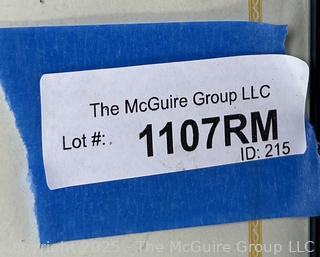 The McGuire Group LLC
Lot #: 1107RM
ID: 215
Copyright 2025 - The McGuire Group LLC